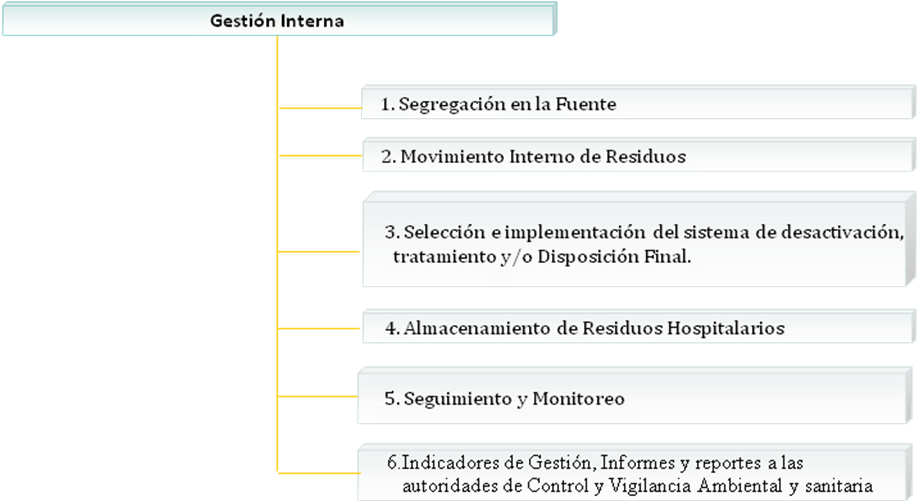 Gestión Interna
1. Segregación en la Fuente
2. Movimiento Interno de Residuos
3. Selección e implementación del sistema de desactivación,
tratamiento y/o Disposición Final.
4. Almacenamiento de Residuos Hospitalarios
5. Seguimiento y Monitoreo
6.Indicadores de Gestión, Informes y reportes a las
autoridades de Control y Vigilancia Ambiental y sanitaria